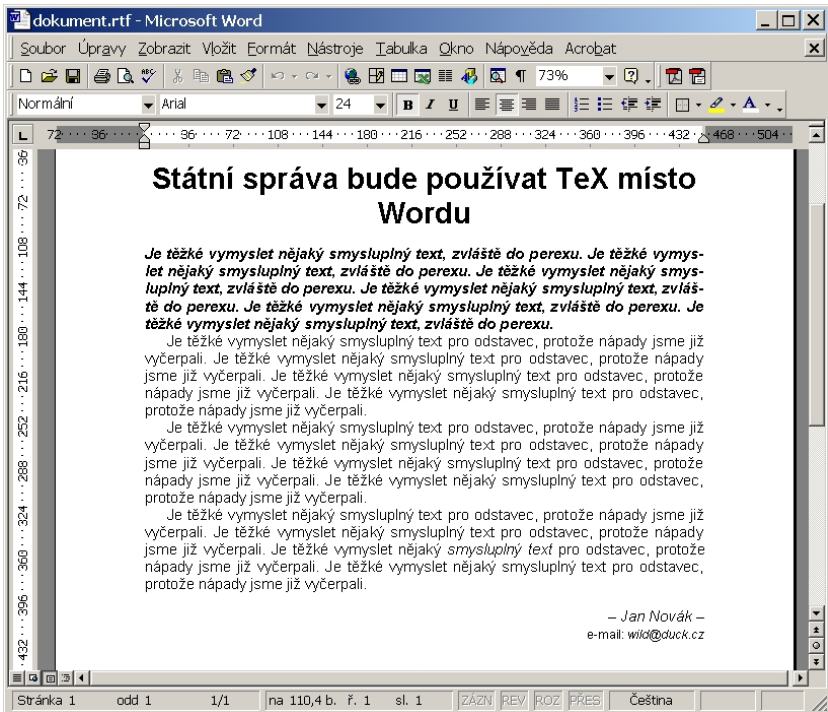 dokument.rtf - Microsoft Word
Soubor Úpravy Zobrazit Vložit Formát Nástroje Tabulka Okno Nápověda Acrobat
73%
Normální Arial 24 B I U A
L 72 36 36 72 108 144 180 216 252 288 324 360 396 432 468 504
36
72
108
144
180
216
252
288
324
360
396
432
Státní správa bude používat TeX místo
Wordu
Je těžké vymyslet nějaký smysluplný text, zvláště do perexu. Je těžké vymys-
let nějaký smysluplný text, zvláště do perexu. Je těžké vymyslet nějaký smys-
luplný text, zvláště do perexu. Je těžké vymyslet nějaký smysluplný text, zvláš-
tě do perexu. Je těžké vymyslet nějaký smysluplný text, zvláště do perexu. Je
těžké vymyslet nějaký smysluplný text, zvláště do perexu.
Je těžké vymyslet nějaký smysluplný text pro odstavec, protože nápady jsme již
vyčerpali. Je těžké vymyslet nějaký smysluplný text pro odstavec, protože nápady
jsme již vyčerpali. Je těžké vymyslet nějaký smysluplný text pro odstavec, protože
nápady jsme již vyčerpali. Je těžké vymyslet nějaký smysluplný text pro odstavec,
protože nápady jsme již vyčerpali.
Je těžké vymyslet nějaký smysluplný text pro odstavec, protože nápady jsme již
vyčerpali. Je těžké vymyslet nějaký smysluplný text pro odstavec, protože nápady
jsme již vyčerpali. Je těžké vymyslet nějaký smysluplný text pro odstavec, protože
nápady jsme již vyčerpali. Je těžké vymyslet nějaký smysluplný text pro odstavec,
protože nápady jsme již vyčerpali.
Je těžké vymyslet nějaký smysluplný text pro odstavec, protože nápady jsme již
vyčerpali. Je těžké vymyslet nějaký smysluplný text pro odstavec, protože nápady
jsme již vyčerpali. Je těžké vymyslet nějaký smysluplný text pro odstavec, protože
nápady jsme již vyčerpali. Je těžké vymyslet nějaký smysluplný text pro odstavec,
protože nápady jsme již vyčerpali.
– Jan Novák –
e-mail: wild@duck.cz
Stránka 1 odd 1 1/1 na 110,4 b. ř. 1 sl. 1 ZÁZN REV ROZ PŘES Čeština